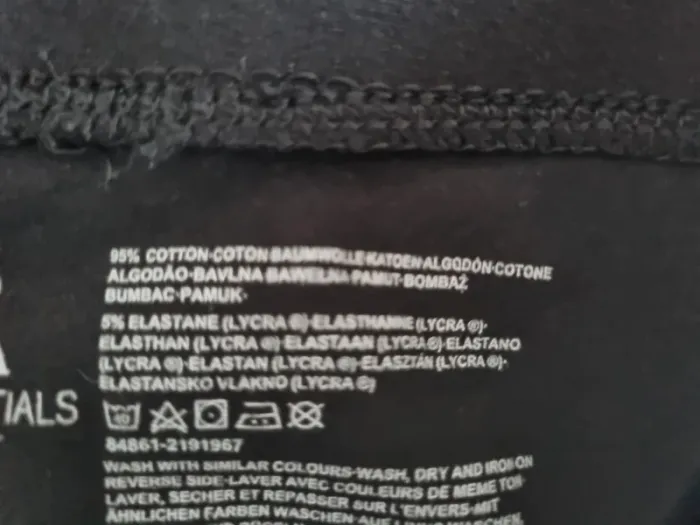 95% COTTON·COTON·BAUMWOLLE·KATOEN·ALGODÓN·COTONE
ALGODÃO·BAVLNA·BAWEŁNA·PAMUT·BOMBAŽ
BUMBAC·PAMUK·
5% ELASTANE (LYCRA ®)·ELASTHANNE (LYCRA ®)·
ELASTHAN (LYCRA ®)·ELASTAAN (LYCRA ®)·ELASTANO
(LYCRA ®)·ELASTAN (LYCRA ®)·ELASZTÁN (LYCRA ®)·
ELASTANSKO VLAKNO (LYCRA ®)
TIALS
40
84861-2191967
WASH WITH SIMILAR COLOURS-WASH, DRY AND IRON ON
REVERSE SIDE-LAVER AVEC COULEURS DE MEME TON-
LAVER, SECHER ET REPASSER SUR L'ENVERS-MIT
ÄHNLICHEN FARBEN WASCHEN-AUF